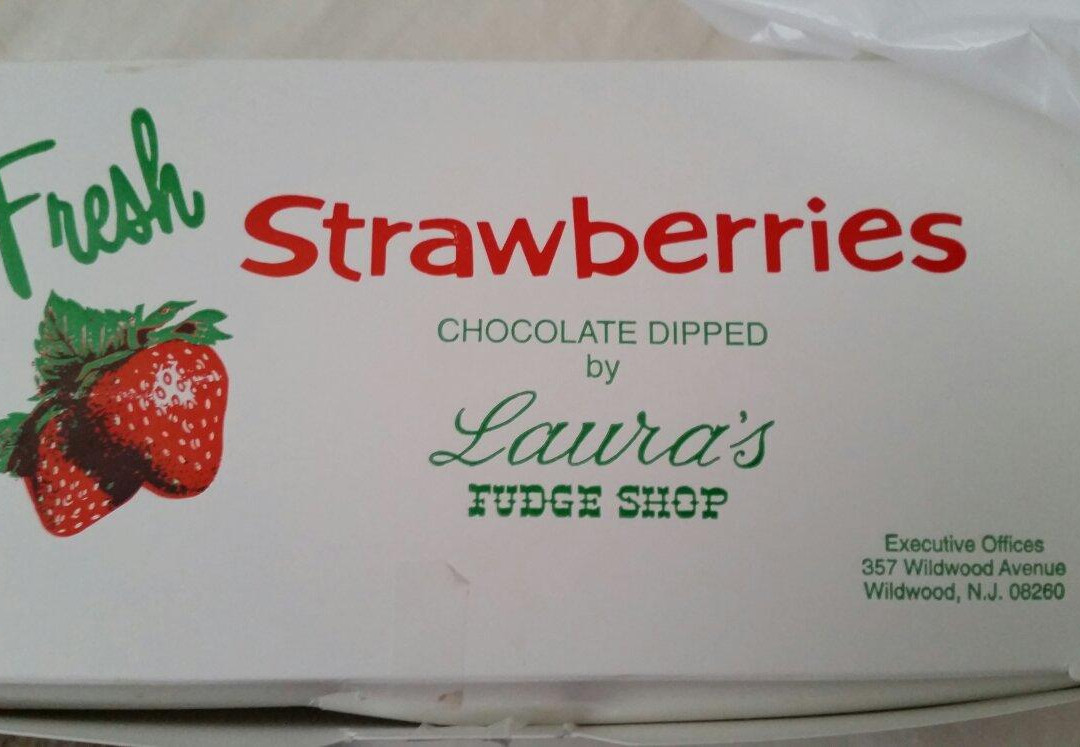 Fresh Strawberries
CHOCOLATE DIPPED
by
Laura's
FUDGE SHOP
Executive Offices
357 Wildwood Avenue
Wildwood, N.J. 08260